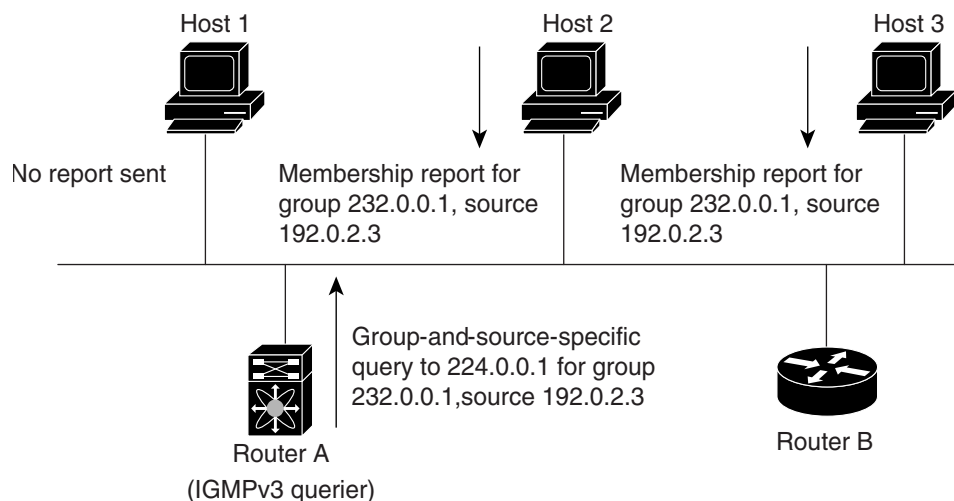 Host 1
Host 2
Host 3
No report sent
Membership report for
group 232.0.0.1, source
192.0.2.3
Membership report for
group 232.0.0.1, source
192.0.2.3
Group-and-source-specific
query to 224.0.0.1 for group
232.0.0.1,source 192.0.2.3
Router A
(IGMPv3 querier)
Router B